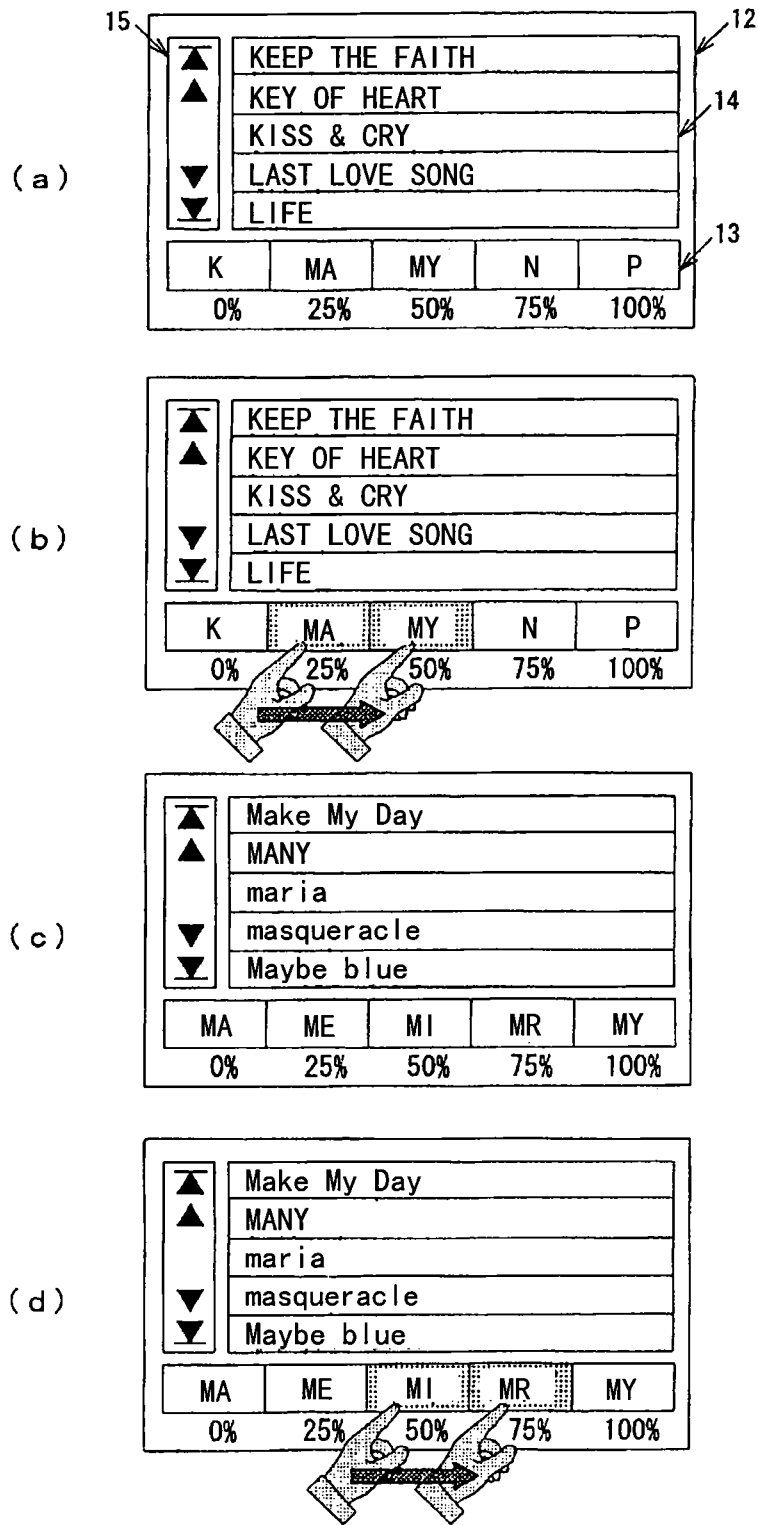 15
12
KEEP THE FAITH
KEY OF HEART
14
KISS & CRY
(a)
LAST LOVE SONG
LIFE
13
K MA MY N P
0% 25% 50% 75% 100%
KEEP THE FAITH
KEY OF HEART
KISS & CRY
(b)
LAST LOVE SONG
LIFE
K MA MY N P
0% 25% 50% 75% 100%
Make My Day
MANY
maria
(c)
masqueracle
Maybe blue
MA ME MI MR MY
0% 25% 50% 75% 100%
Make My Day
MANY
maria
(d)
masqueracle
Maybe blue
MA ME MI MR MY
0% 25% 50% 75% 100%